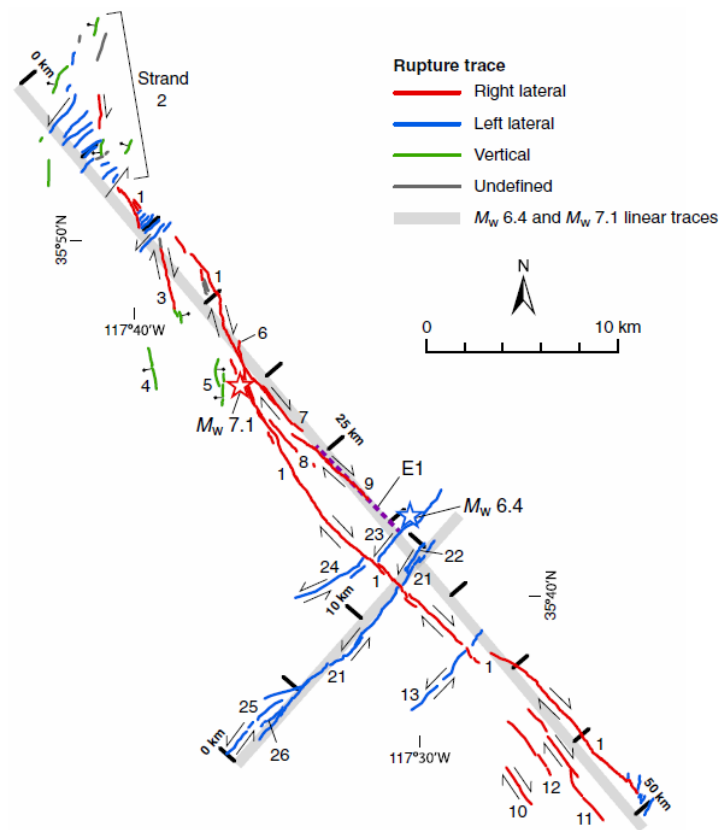 0 km
Strand
2
Rupture trace
Right lateral
Left lateral
Vertical
Undefined
Mw 6.4 and Mw 7.1 linear traces
1
35°50′N
N
3
1
117°40′W
6
0
10 km
4
5
Mw 7.1
7
25 km
8
1
9
E1
Mw 6.4
23
22
24
1
21
10 km
35°40′N
21
1
13
25
0 km
26
117°30′W
1
12
10
11
50 km